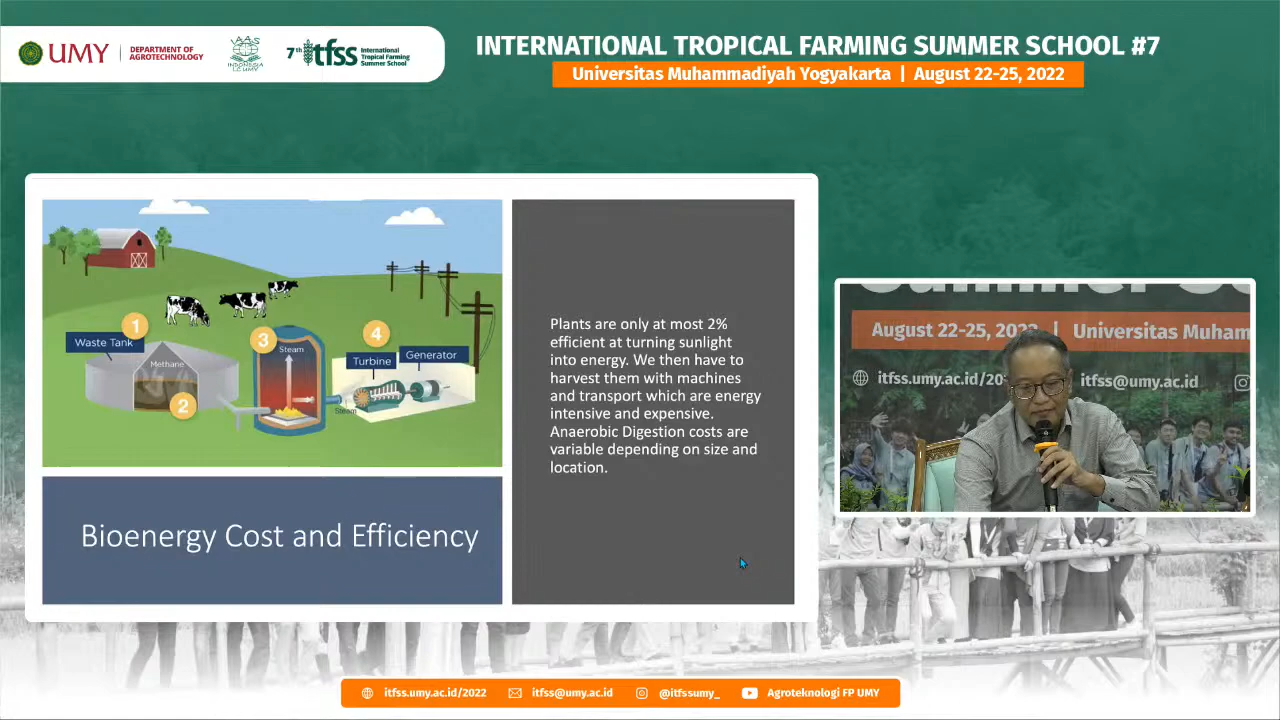 UMY
DEPARTMENT OF
AGROTECHNOLOGY
IAAS
INDONESIA
LC UMY
7th itfss
International
Tropical Farming
Summer School
INTERNATIONAL TROPICAL FARMING SUMMER SCHOOL #7
Universitas Muhammadiyah Yogyakarta | August 22-25, 2022
1
Waste Tank
Methane
2
3
Steam
4
Turbine
Generator
Steam
Plants are only at most 2%
efficient at turning sunlight
into energy. We then have to
harvest them with machines
and transport which are energy
intensive and expensive.
Anaerobic Digestion costs are
variable depending on size and
location.
Bioenergy Cost and Efficiency
August 22-25, 2022 | Universitas Muham
itfss.umy.ac.id/20
itfss@umy.ac.id
itfss.umy.ac.id/2022
itfss@umy.ac.id
@itfssumy_
Agroteknologi FP UMY